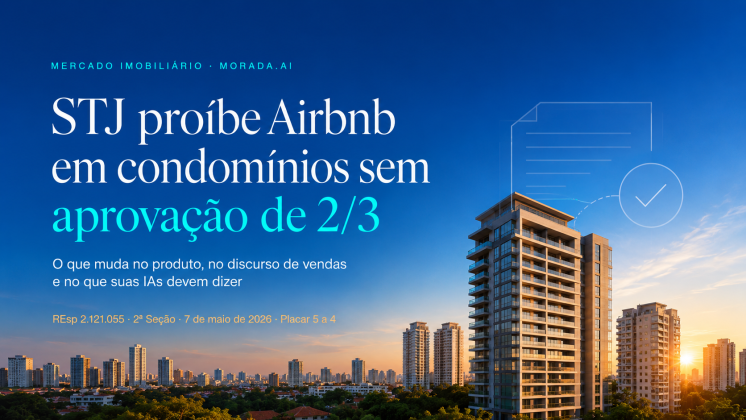 MERCADO IMOBILIÁRIO · MORADA.AI
STJ proíbe Airbnb
em condomínios sem
aprovação de 2/3
O que muda no produto, no discurso de vendas
e no que suas IAs devem dizer
REsp 2.121.055 · 2ª Seção · 7 de maio de 2026 · Placar 5 a 4